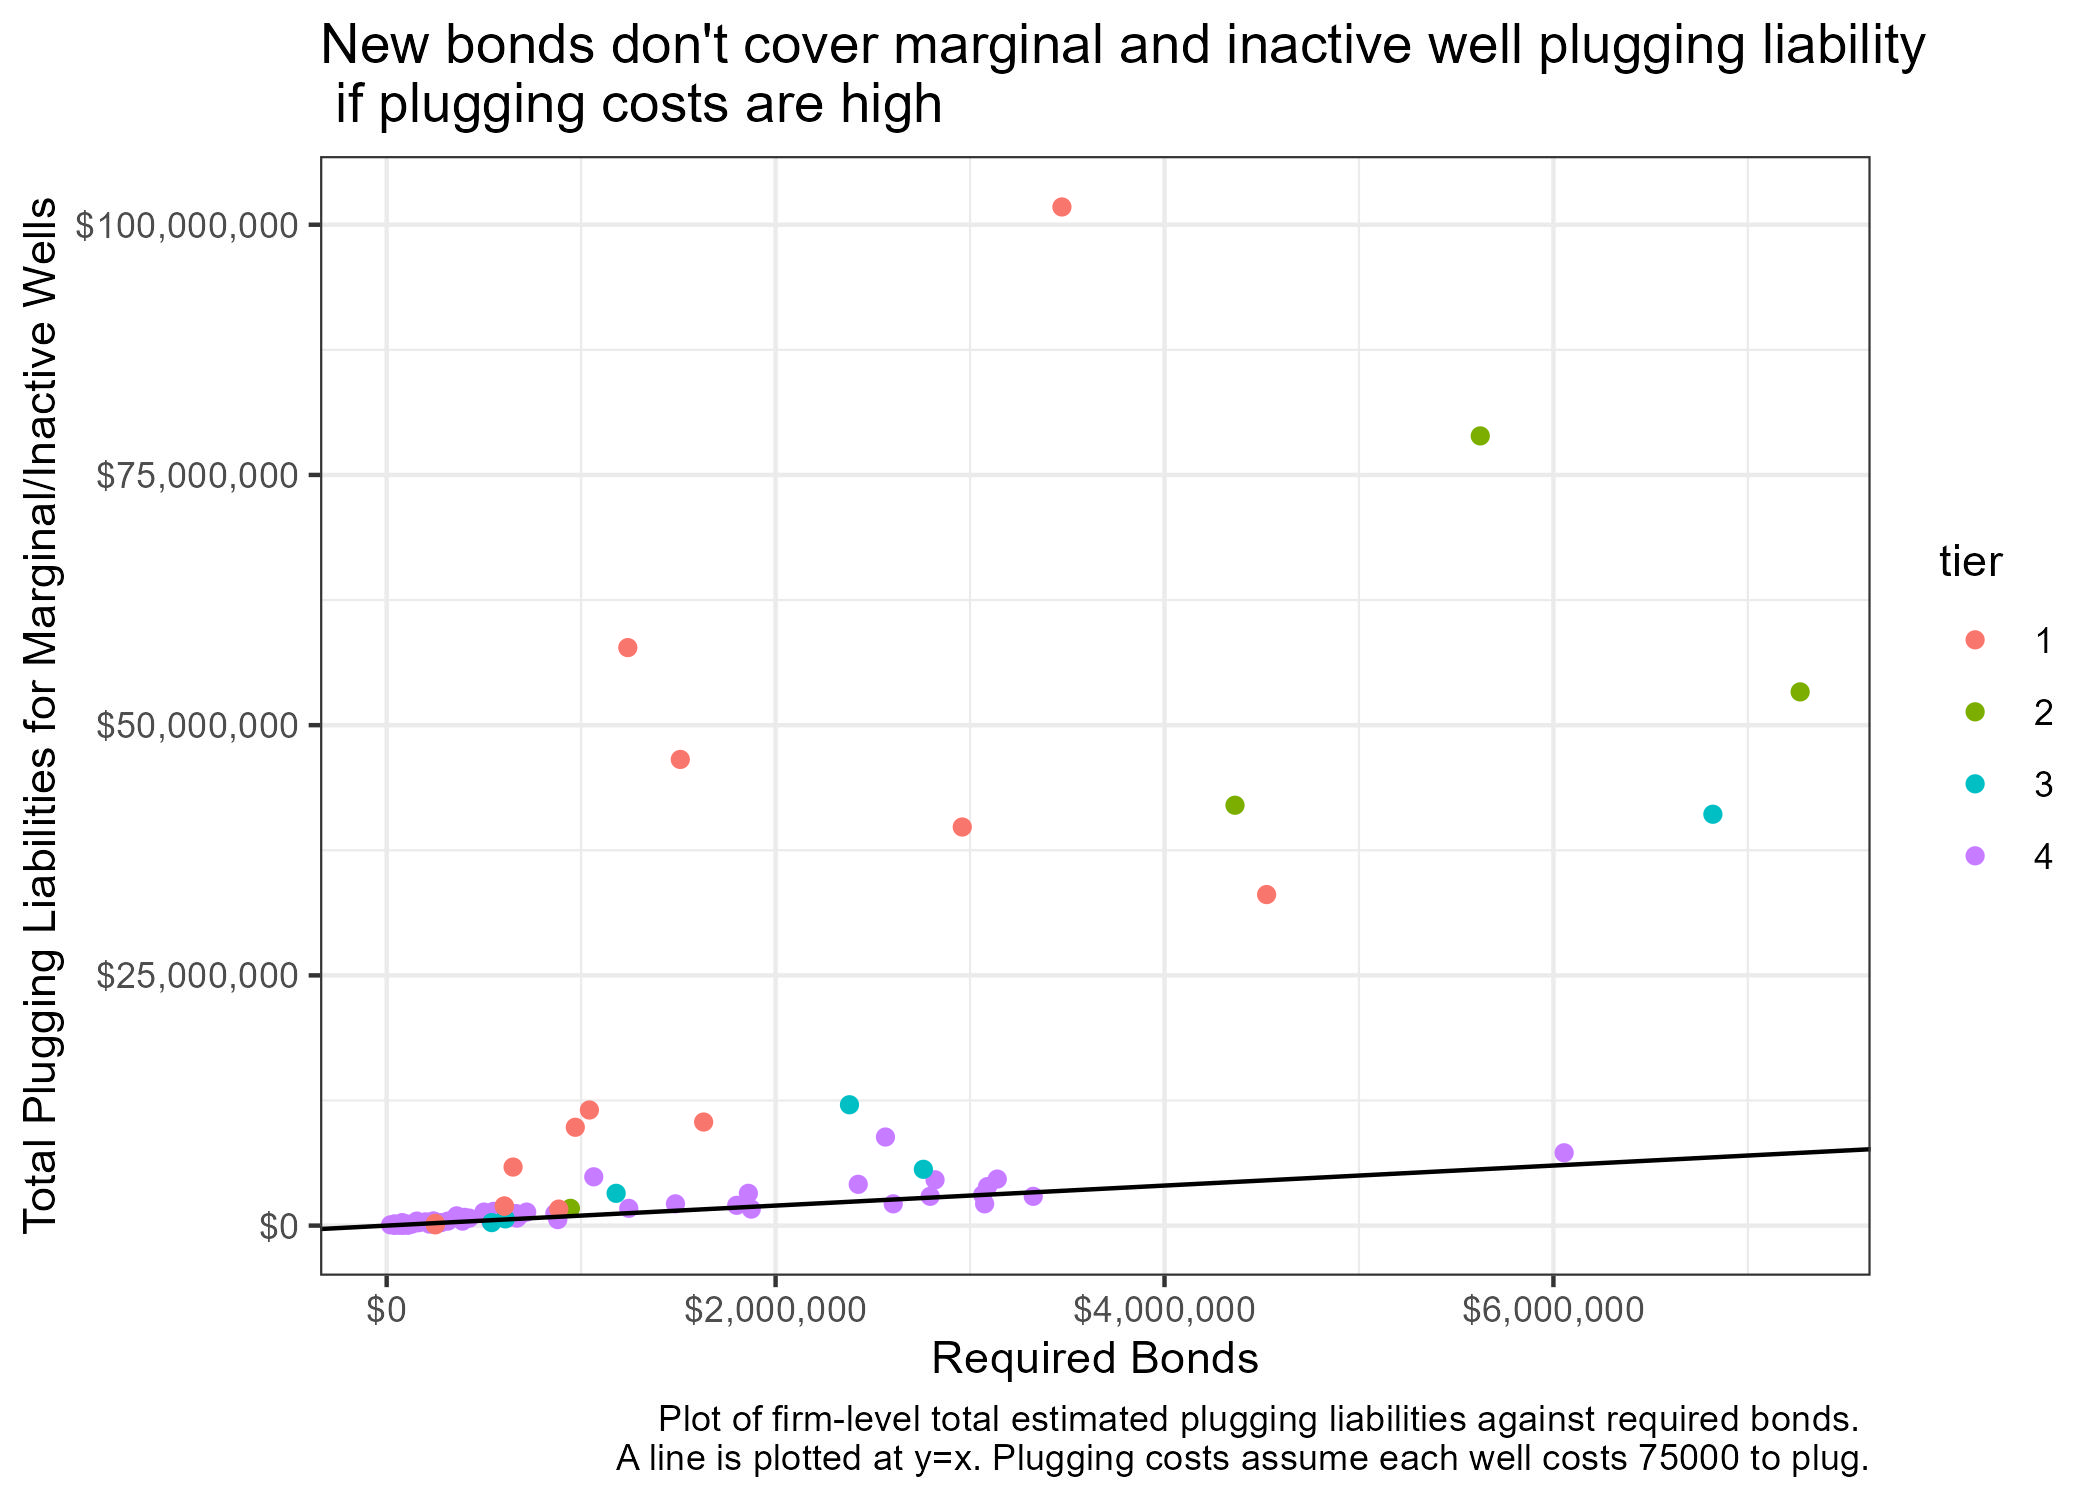 New bonds don't cover marginal and inactive well plugging liability
if plugging costs are high
Total Plugging Liabilities for Marginal/Inactive Wells
$100,000,000
$75,000,000
$50,000,000
$25,000,000
$0
$0
$2,000,000
$4,000,000
$6,000,000
Required Bonds
tier
1
2
3
4
Plot of firm-level total estimated plugging liabilities against required bonds.
A line is plotted at y=x. Plugging costs assume each well costs 75000 to plug.